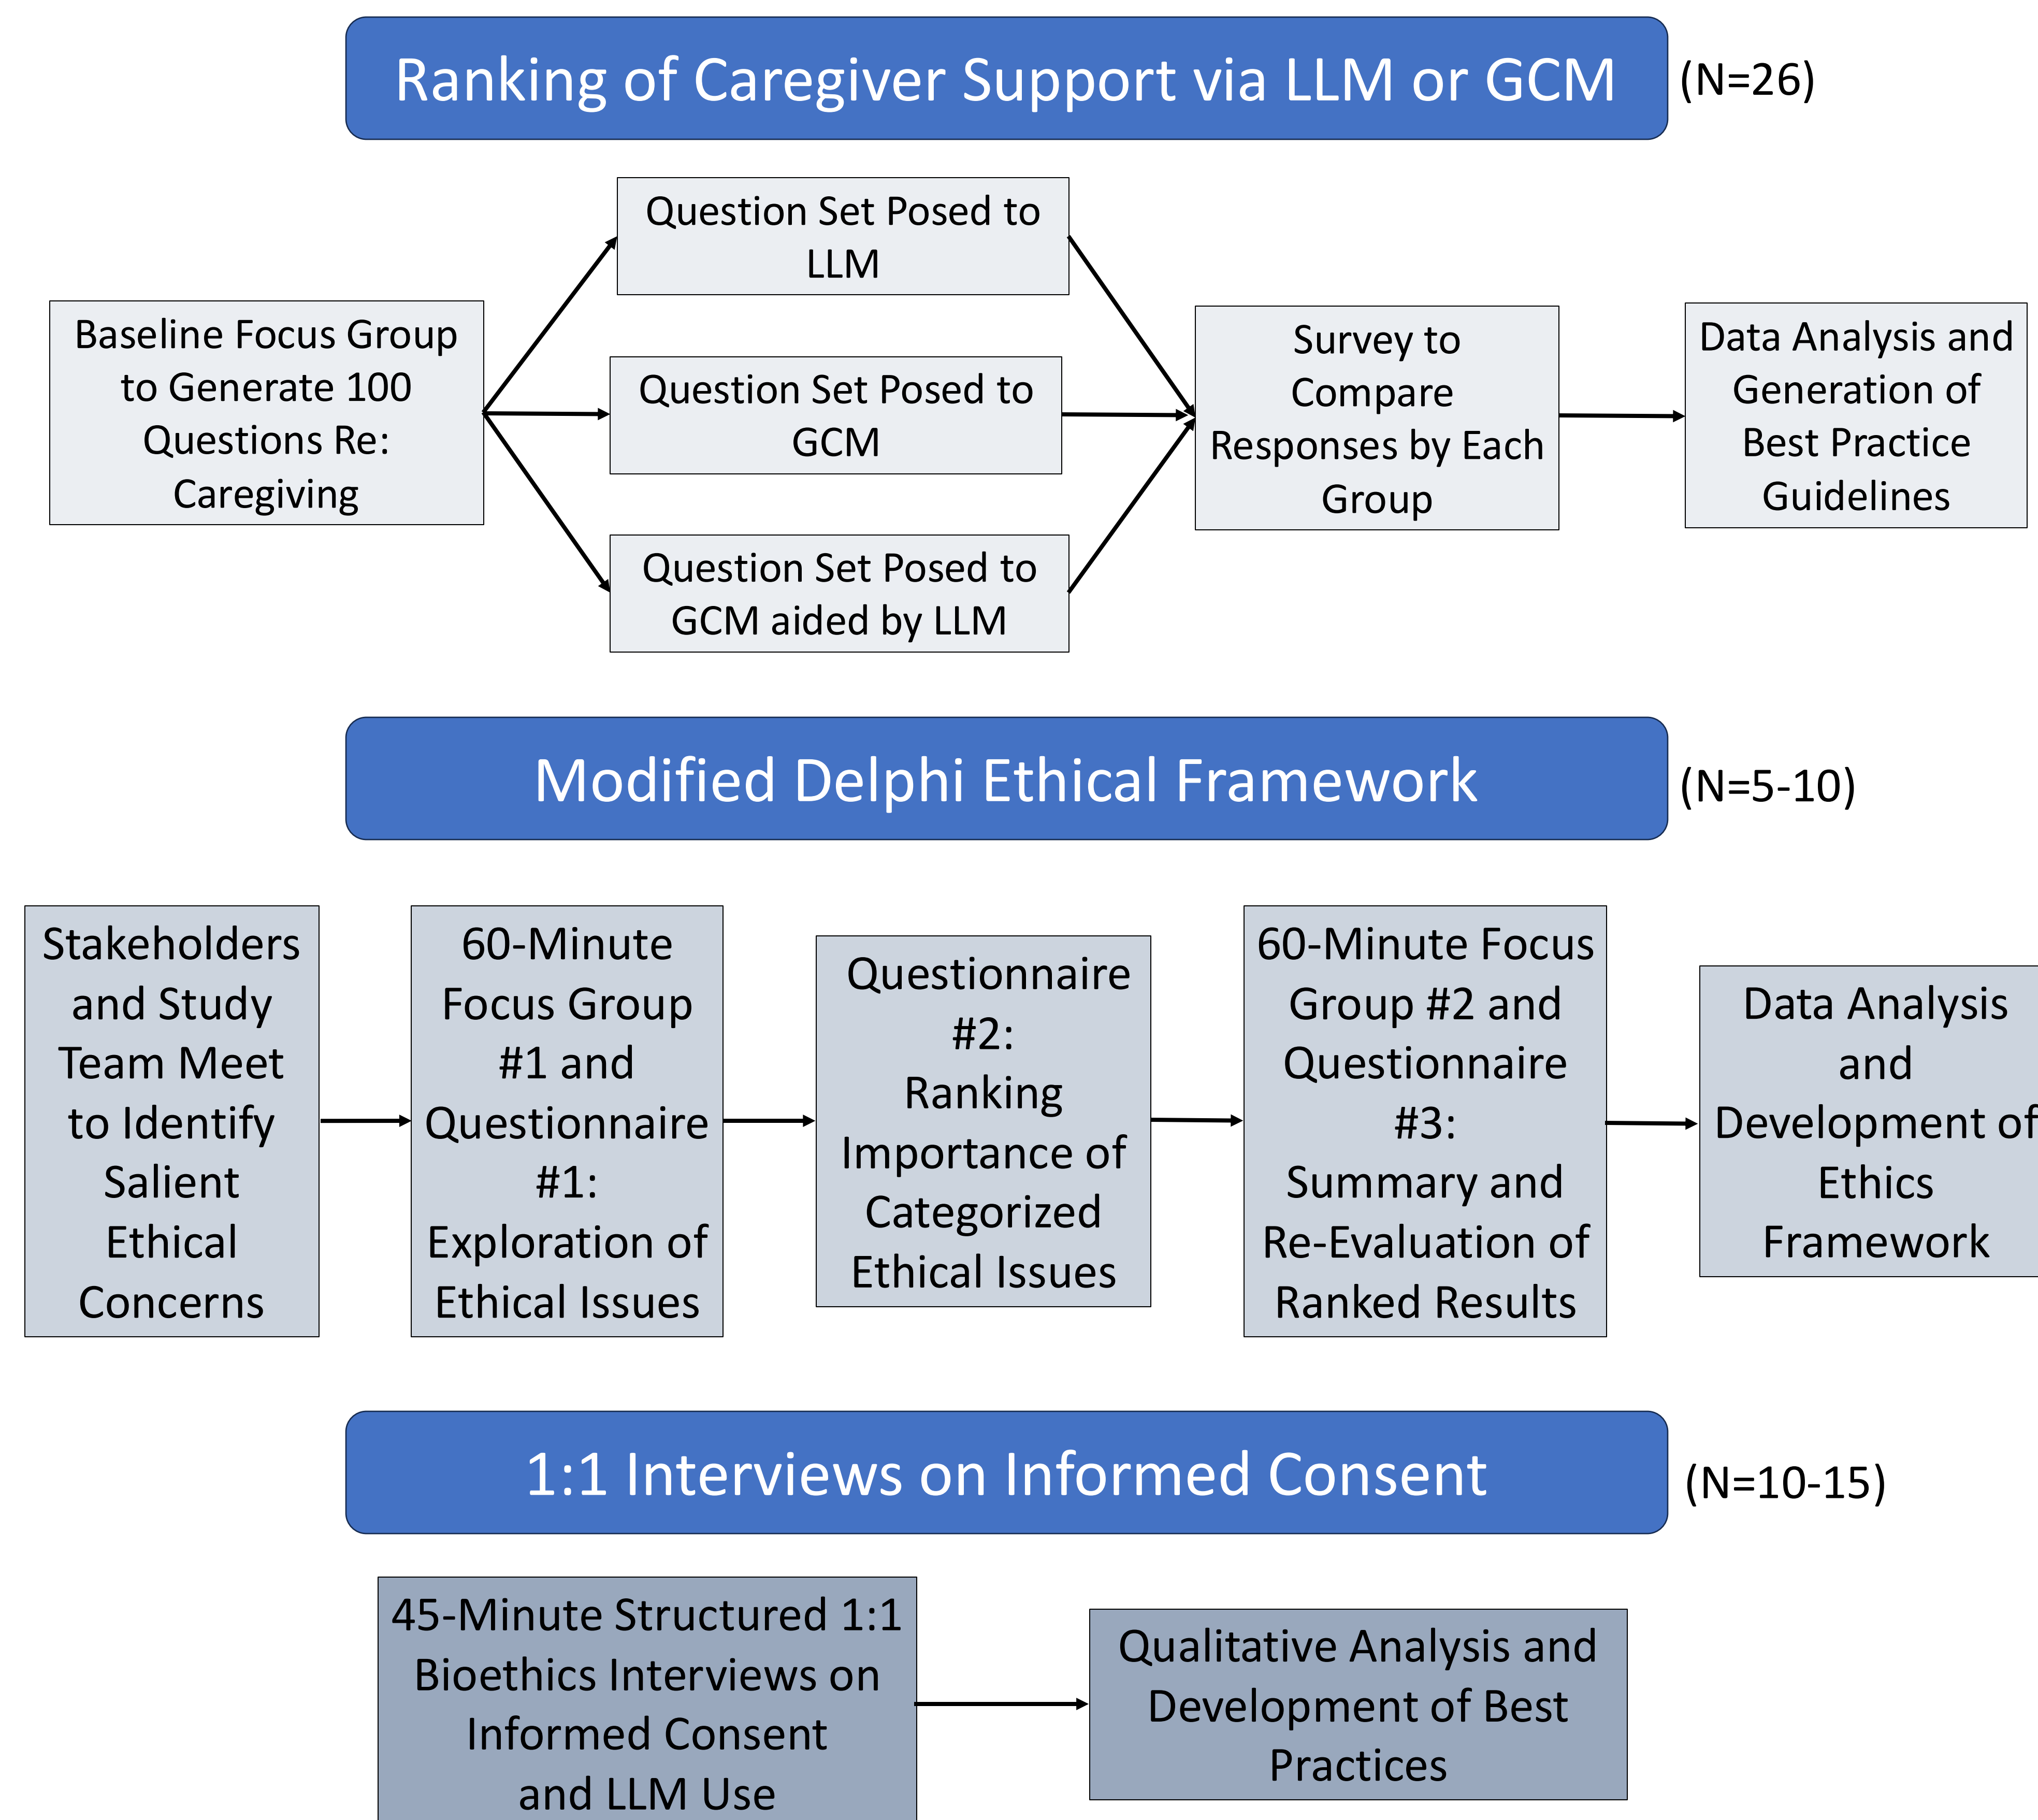 Ranking of Caregiver Support via LLM or GCM
(N=26)
Baseline Focus Group
to Generate 100
Questions Re:
Caregiving
Question Set Posed to
LLM
Question Set Posed to
GCM
Question Set Posed to
GCM aided by LLM
Survey to
Compare
Responses by Each
Group
Data Analysis and
Generation of
Best Practice
Guidelines
Modified Delphi Ethical Framework
(N=5-10)
Stakeholders
and Study
Team Meet
to Identify
Salient
Ethical
Concerns
60-Minute
Focus Group
#1 and
Questionnaire
#1:
Exploration of
Ethical Issues
Questionnaire
#2:
Ranking
Importance of
Categorized
Ethical Issues
60-Minute Focus
Group #2 and
Questionnaire
#3:
Summary and
Re-Evaluation of
Ranked Results
Data Analysis
and
Development of
Ethics
Framework
1:1 Interviews on Informed Consent
(N=10-15)
45-Minute Structured 1:1
Bioethics Interviews on
Informed Consent
and LLM Use
Qualitative Analysis and
Development of Best
Practices